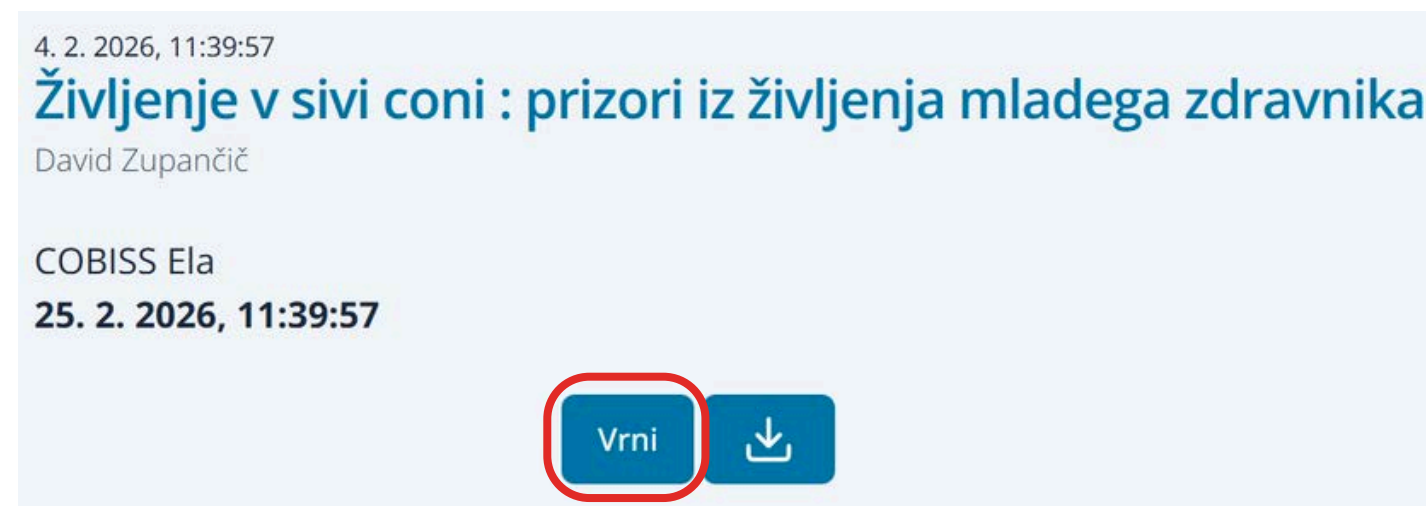 4. 2. 2026, 11:39:57
Življenje v sivi coni : prizori iz življenja mladega zdravnika
David Zupančič
COBISS Ela
25. 2. 2026, 11:39:57
Vrni